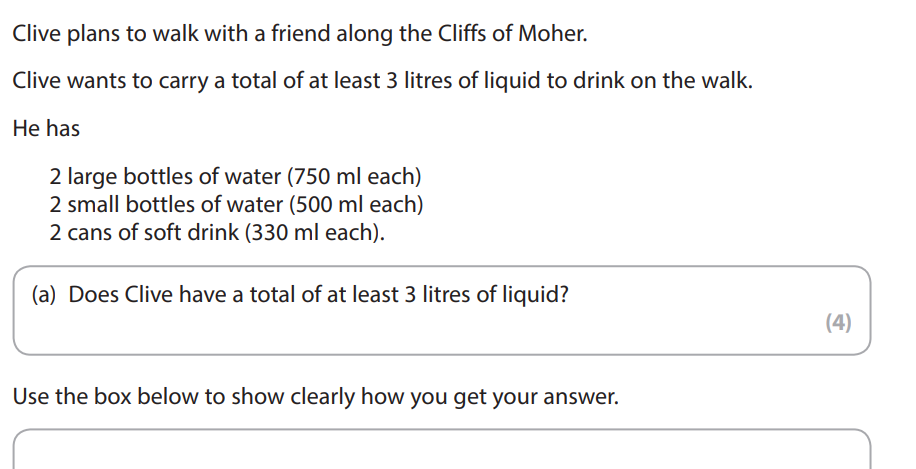 Clive plans to walk with a friend along the Cliffs of Moher.
Clive wants to carry a total of at least 3 litres of liquid to drink on the walk.
He has
2 large bottles of water (750 ml each)
2 small bottles of water (500 ml each)
2 cans of soft drink (330 ml each).
(a) Does Clive have a total of at least 3 litres of liquid?
(4)
Use the box below to show clearly how you get your answer.